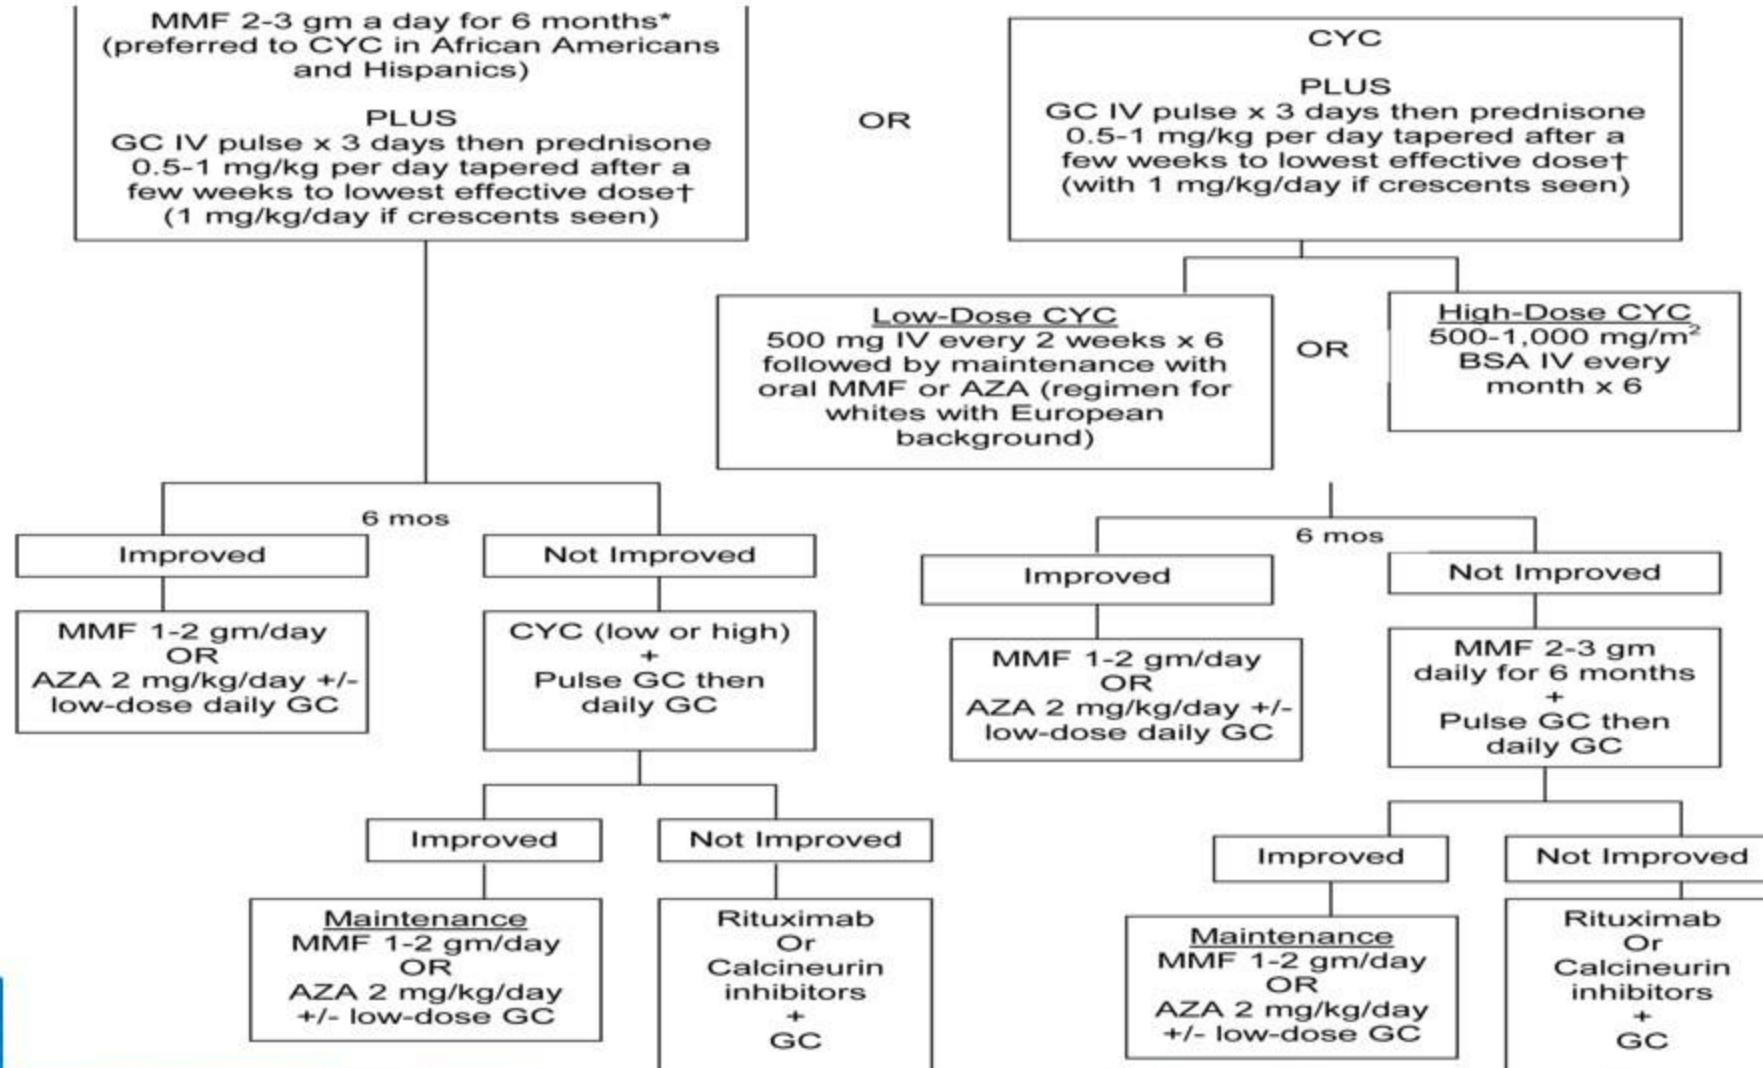 MMF 2-3 gm a day for 6 months*
(preferred to CYC in African Americans
and Hispanics)
PLUS
GC IV pulse x 3 days then prednisone
0.5-1 mg/kg per day tapered after a
few weeks to lowest effective dose†
(1 mg/kg/day if crescents seen)
OR
CYC
PLUS
GC IV pulse x 3 days then prednisone
0.5-1 mg/kg per day tapered after a
few weeks to lowest effective dose†
(with 1 mg/kg/day if crescents seen)
Low-Dose CYC
500 mg IV every 2 weeks x 6
followed by maintenance with
oral MMF or AZA (regimen for
whites with European
background)
OR
High-Dose CYC
500-1,000 mg/m²
BSA IV every
month x 6
6 mos
Improved
MMF 1-2 gm/day
OR
AZA 2 mg/kg/day +/-
low-dose daily GC
Not Improved
CYC (low or high)
+
Pulse GC then
daily GC
Improved
Maintenance
MMF 1-2 gm/day
OR
AZA 2 mg/kg/day
+/- low-dose GC
Not Improved
Rituximab
Or
Calcineurin
inhibitors
+
GC
6 mos
Improved
MMF 1-2 gm/day
OR
AZA 2 mg/kg/day +/-
low-dose daily GC
Not Improved
MMF 2-3 gm
daily for 6 months
+
Pulse GC then
daily GC
Improved
Maintenance
MMF 1-2 gm/day
OR
AZA 2 mg/kg/day
+/- low-dose GC
Not Improved
Rituximab
Or
Calcineurin
inhibitors
+
GC